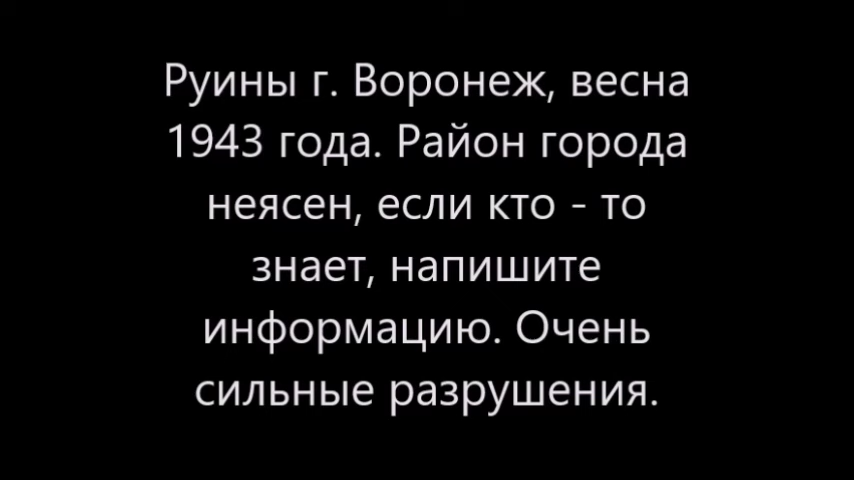 Руины г. Воронеж, весна
1943 года. Район города
неясен, если кто - то
знает, напишите
информацию. Очень
сильные разрушения.